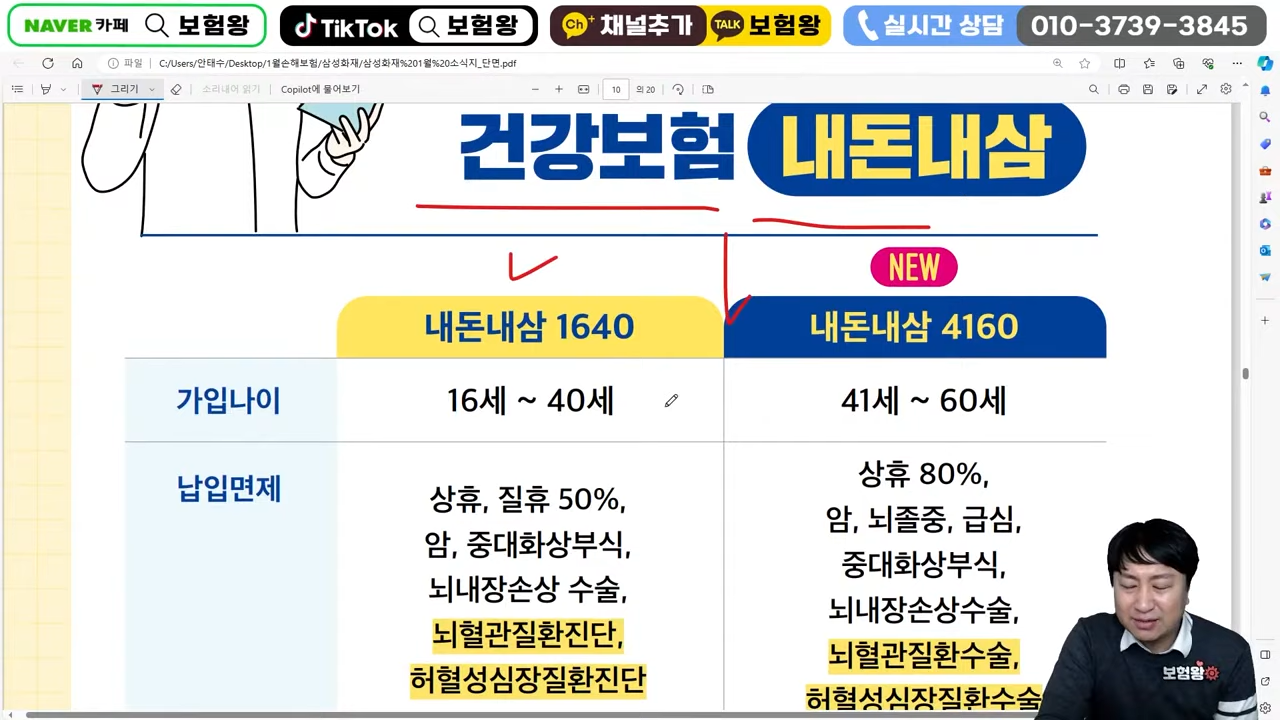 NAVER 카페 보험왕
TikTok 보험왕
Ch+ 채널추가 TALK 보험왕
실시간 상담 010-3739-3845
파일 C:/Users/안태수/Desktop/1월손해보험/삼성화재/삼성화재%201월%20소식지_단면.pdf
그리기 소리내어 읽기 Copilot에 물어보기 10 의 20
건강보험 내돈내삼
NEW
내돈내삼 1640 내돈내삼 4160
가입나이 16세 ~ 40세 41세 ~ 60세
납입면제
상휴, 질휴 50%,
암, 중대화상부식,
뇌내장손상 수술,
뇌혈관질환진단,
허혈성심장질환진단
상휴 80%,
암, 뇌졸중, 급심,
중대화상부식,
뇌내장손상수술,
뇌혈관질환수술,
허혈성심장질환수술
보험왕